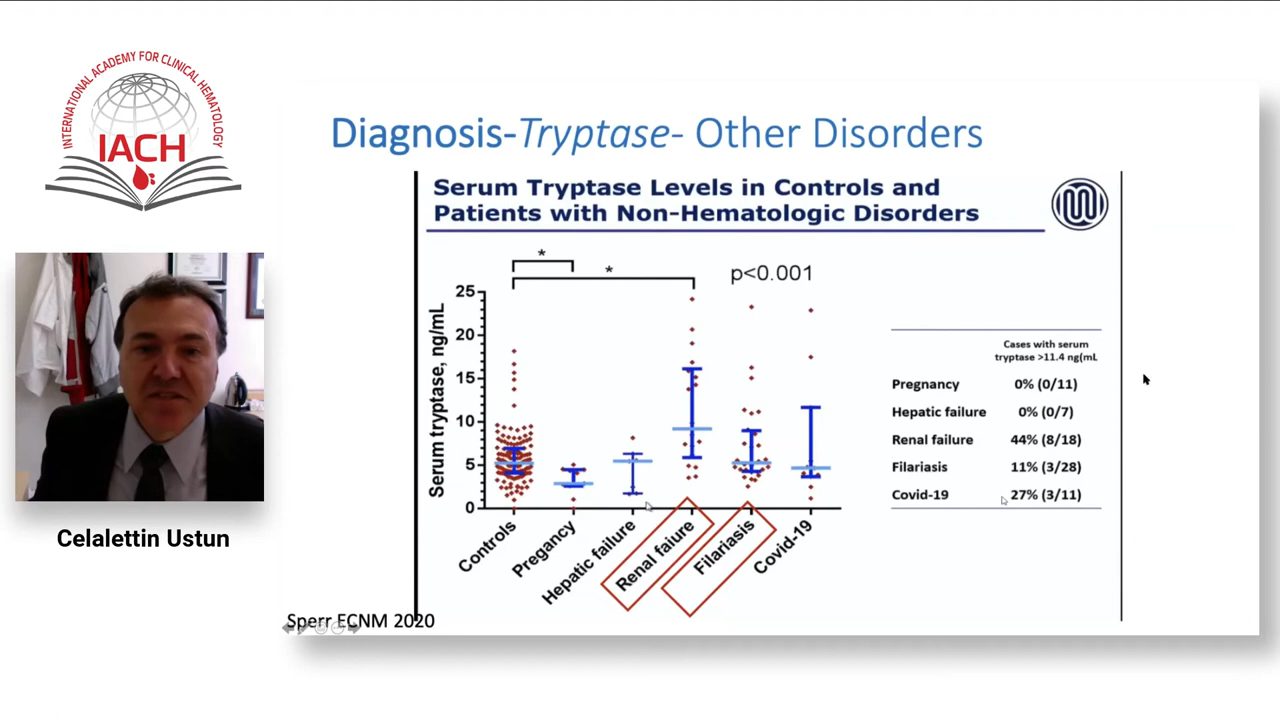 INTERNATIONAL ACADEMY FOR CLINICAL HEMATOLOGY
IACH
Celalettin Ustun
Diagnosis-Tryptase- Other Disorders
Serum Tryptase Levels in Controls and
Patients with Non-Hematologic Disorders
*
*
p<0.001
Serum tryptase, ng/mL
25
20
15
10
5
0
Controls
Pregancy
Hepatic failure
Renal faiure
Filariasis
Covid-19
Cases with serum
tryptase >11.4 ng(mL
Pregnancy 0% (0/11)
Hepatic failure 0% (0/7)
Renal failure 44% (8/18)
Filariasis 11% (3/28)
Covid-19 27% (3/11)
Sperr ECNM 2020